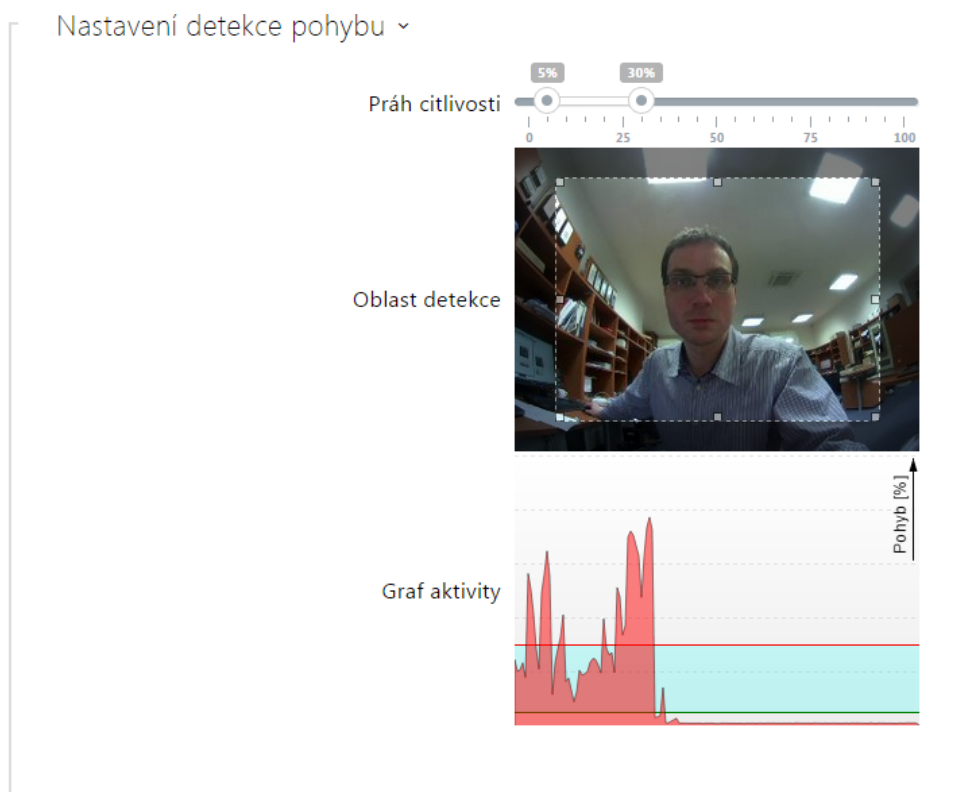 Nastavení detekce pohybu
5% 30%
Práh citlivosti
0 25 50 75 100
Oblast detekce
Pohyb [%]
Graf aktivity